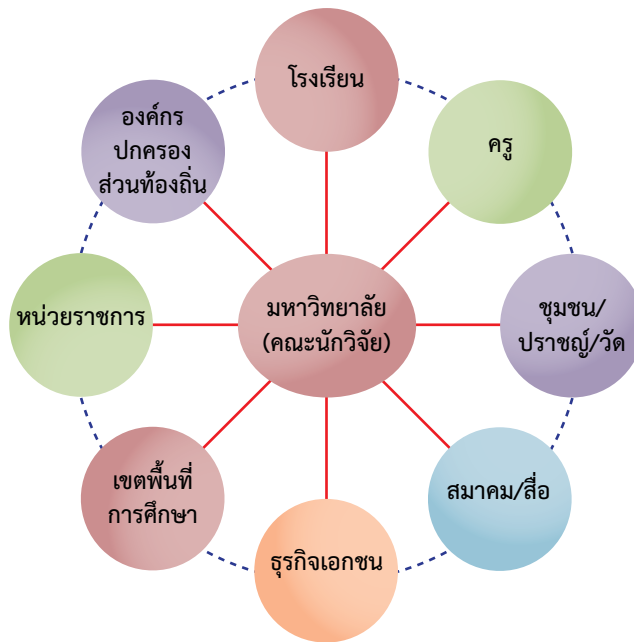 โรงเรียน
ครู
ชุมชน/
ปราชญ์/วัด
สมาคม/สื่อ
ธุรกิจเอกชน
เขตพื้นที่
การศึกษา
หน่วยราชการ
องค์กร
ปกครอง
ส่วนท้องถิ่น
มหาวิทยาลัย
(คณะนักวิจัย)